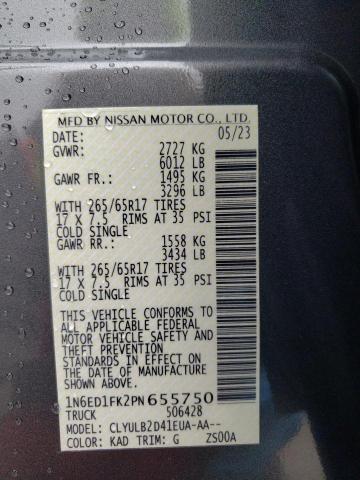 MFD BY NISSAN MOTOR CO., LTD.
DATE: 05/23
GVWR: 2727 KG
6012 LB
GAWR FR.: 1495 KG
3296 LB
WITH 265/65R17 TIRES
17 X 7.5 RIMS AT 35 PSI
COLD SINGLE
GAWR RR.: 1558 KG
3434 LB
WITH 265/65R17 TIRES
17 X 7.5 RIMS AT 35 PSI
COLD SINGLE
THIS VEHICLE CONFORMS TO
ALL APPLICABLE FEDERAL
MOTOR VEHICLE SAFETY AND
THEFT PREVENTION
STANDARDS IN EFFECT ON THE
DATE OF MANUFACTURE
SHOWN ABOVE.
1N6ED1FK2PN655750
TRUCK 506428
MODEL: CLYULB2D41EUA-AA--
COLOR: KAD TRIM: G ZS00A